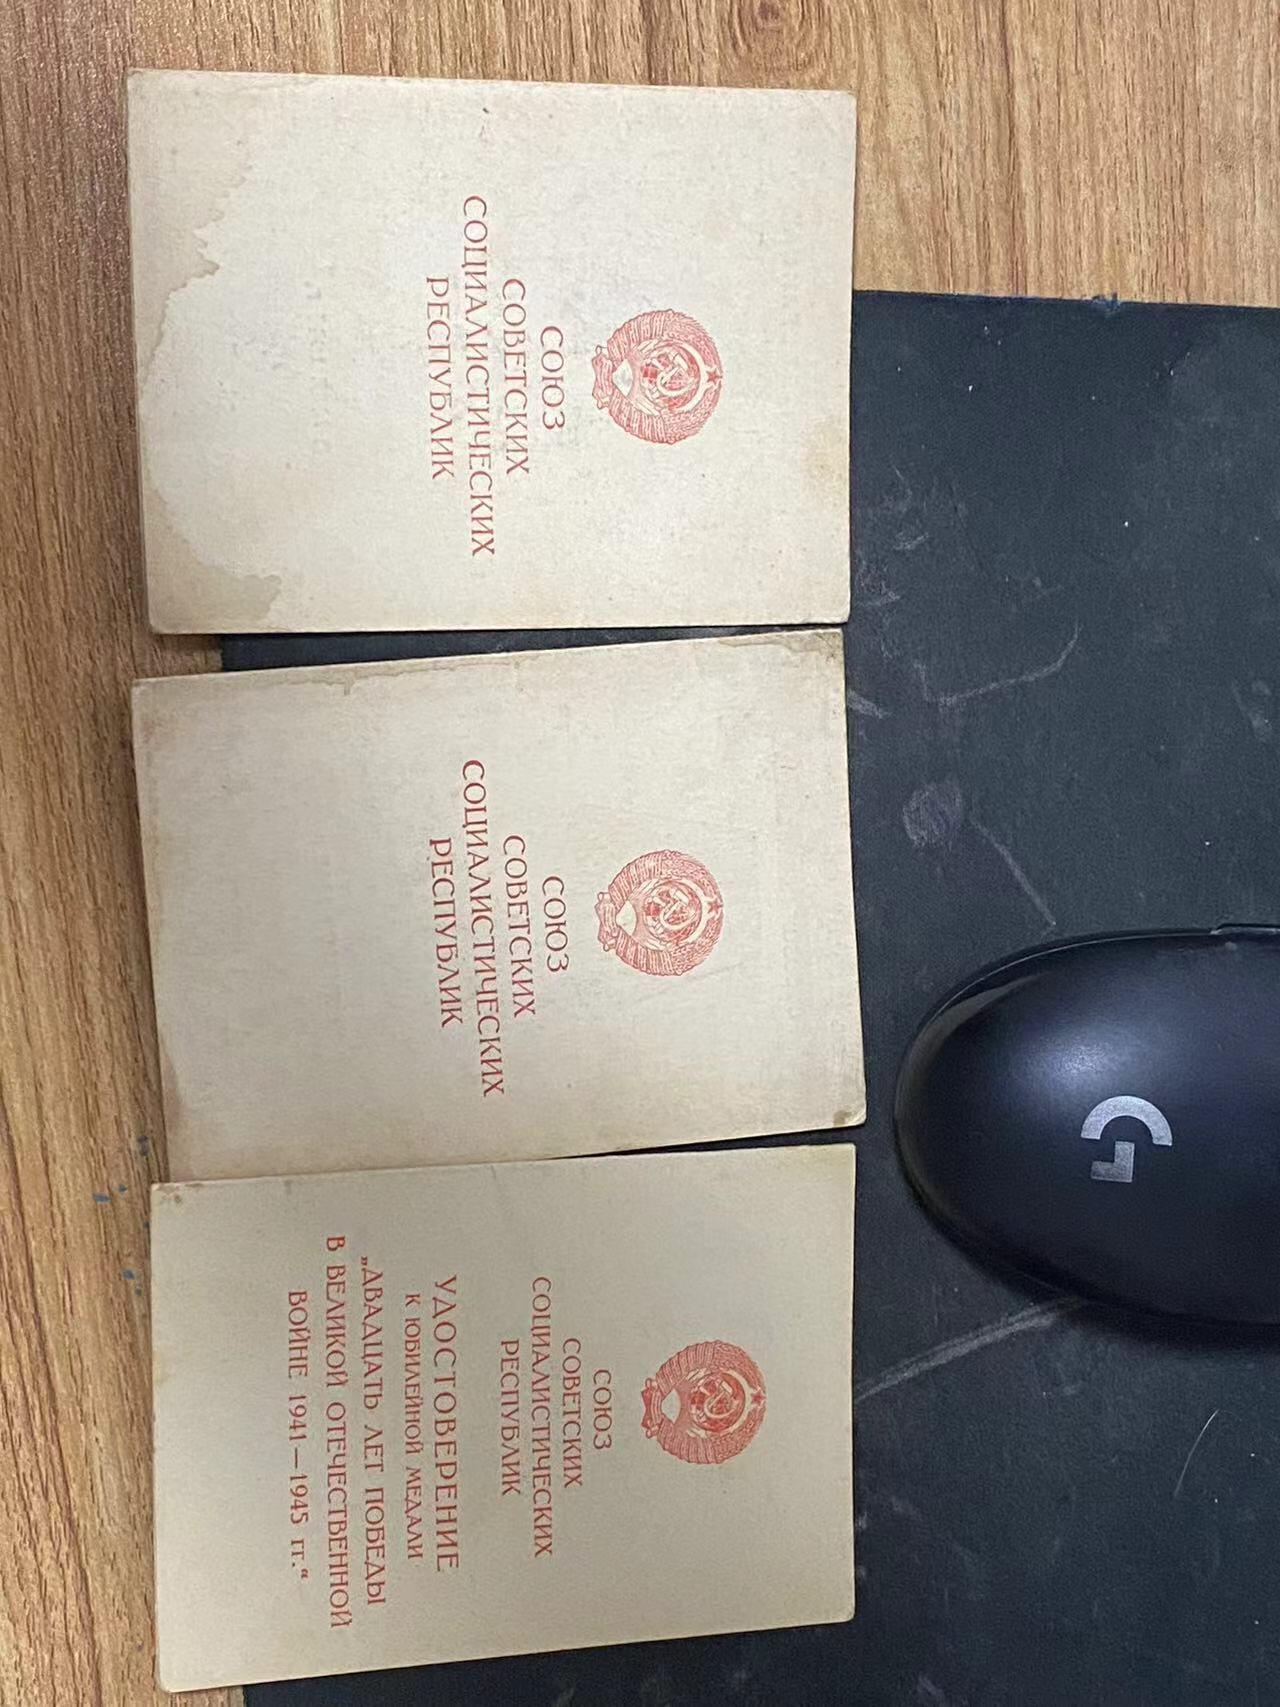 СОЮЗ
СОВЕТСКИХ
СОЦИАЛИСТИЧЕСКИХ
РЕСПУБЛИК
СОЮЗ
СОВЕТСКИХ
СОЦИАЛИСТИЧЕСКИХ
РЕСПУБЛИК
СОЮЗ
СОВЕТСКИХ
СОЦИАЛИСТИЧЕСКИХ
РЕСПУБЛИК
УДОСТОВЕРЕНИЕ
К ЮБИЛЕЙНОЙ МЕДАЛИ
„ДВАДЦАТЬ ЛЕТ ПОБЕДЫ
В ВЕЛИКОЙ ОТЕЧЕСТВЕННОЙ
ВОЙНЕ 1941—1945 гг.“
G